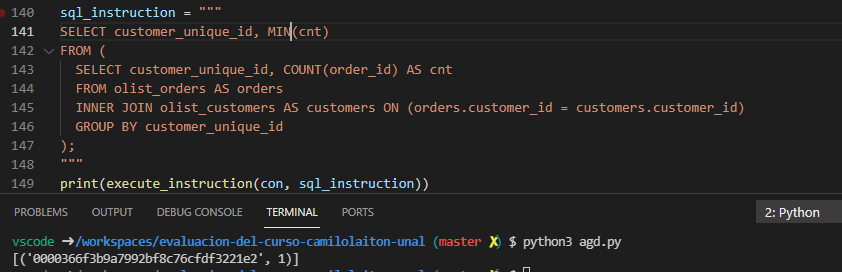 140 sql_instruction = """
141 SELECT customer_unique_id, MIN(cnt)
142 FROM (
143 SELECT customer_unique_id, COUNT(order_id) AS cnt
144 FROM olist_orders AS orders
145 INNER JOIN olist_customers AS customers ON (orders.customer_id = customers.customer_id)
146 GROUP BY customer_unique_id
147 );
148 """
149 print(execute_instruction(con, sql_instruction))
PROBLEMS OUTPUT DEBUG CONSOLE TERMINAL PORTS 2: Python
vscode ➜/workspaces/evaluacion-del-curso-camilolaiton-unal (master ✗) $ python3 agd.py
[('0000366f3b9a7992bf8c76cfdf3221e2', 1)]